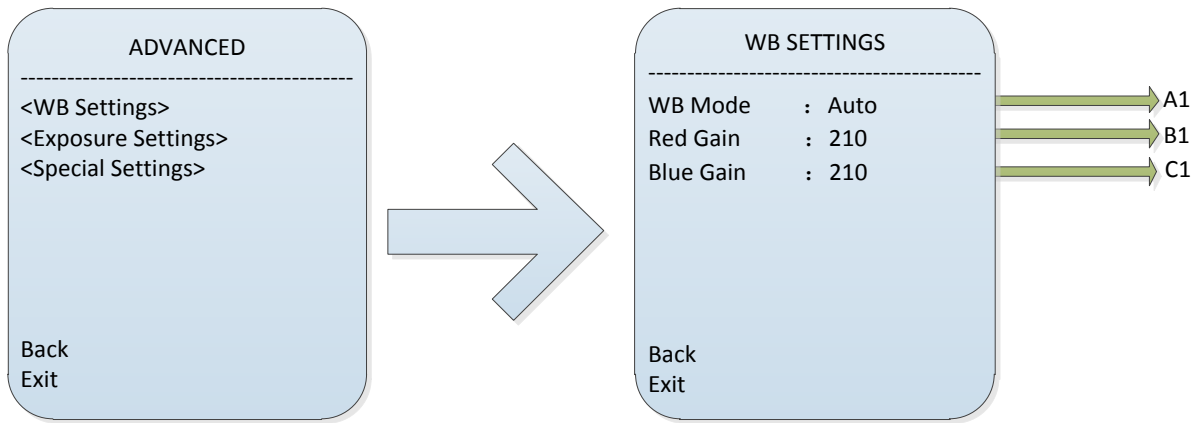 ADVANCED
---------------------------------------------
<WB Settings>
<Exposure Settings>
<Special Settings>
Back
Exit
WB SETTINGS
---------------------------------------------
WB Mode : Auto
Red Gain : 210
Blue Gain : 210
Back
Exit
A1
B1
C1